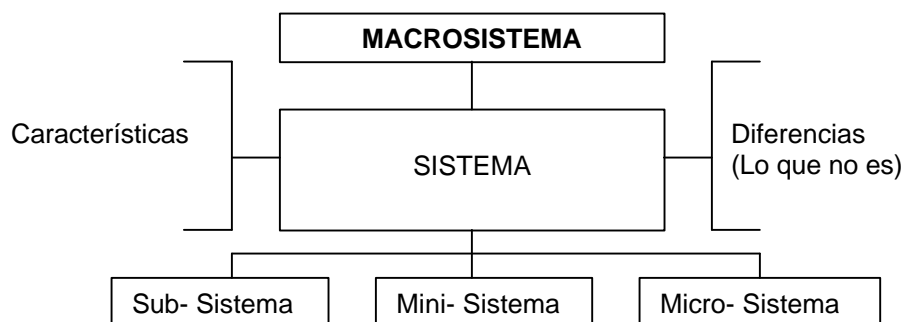 MACROSISTEMA
Características
SISTEMA
Diferencias
(Lo que no es)
Sub- Sistema
Mini- Sistema
Micro- Sistema